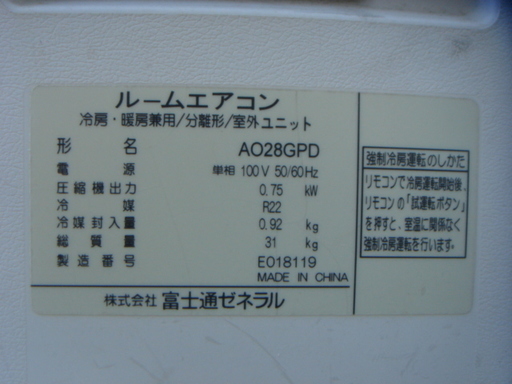 ルームエアコン
冷房・暖房兼用/分離形/室外ユニット
形 名 AO28GPD
電 源 単相 100V 50/60Hz
圧縮機出力 0.75 kW
冷 媒 R22
冷媒封入量 0.92 kg
総 質 量 31 kg
製造番号 E018119
MADE IN CHINA
株式会社 富士通ゼネラル
強制冷房運転のしかた
リモコンで冷房運転開始後、
リモコンの「試運転ボタン」
を押すと、室温に関係なく
強制冷房運転を行います。